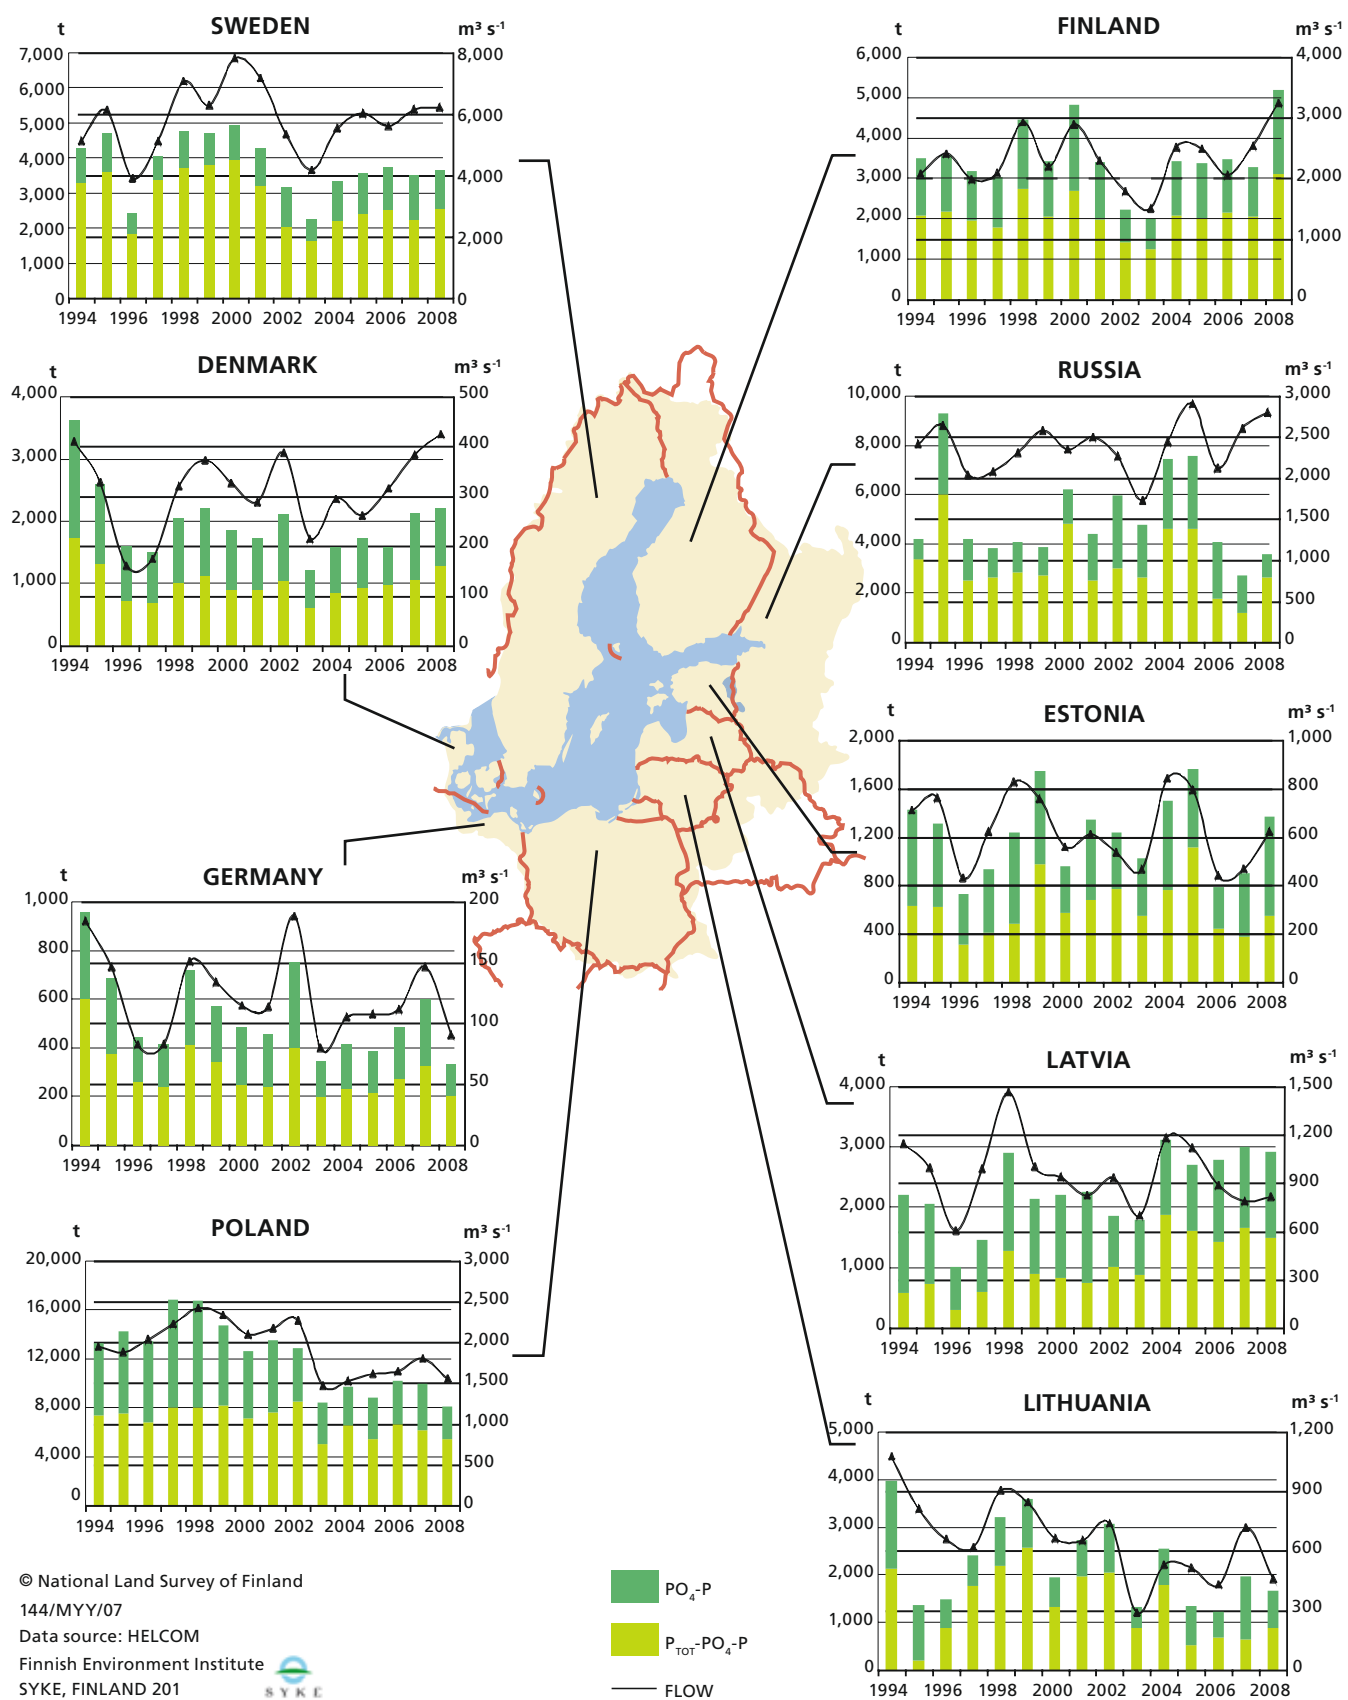 SWEDEN
t
m³ s⁻¹
7,000
6,000
5,000
4,000
3,000
2,000
1,000
0
8,000
6,000
4,000
2,000
0
1994 1996 1998 2000 2002 2004 2006 2008
FINLAND
t
m³ s⁻¹
6,000
5,000
4,000
3,000
2,000
1,000
0
4,000
3,000
2,000
1,000
0
1994 1996 1998 2000 2002 2004 2006 2008
DENMARK
t
m³ s⁻¹
4,000
3,000
2,000
1,000
0
500
400
300
200
100
0
1994 1996 1998 2000 2002 2004 2006 2008
RUSSIA
t
m³ s⁻¹
10,000
8,000
6,000
4,000
2,000
0
3,000
2,500
2,000
1,500
1,000
500
0
1994 1996 1998 2000 2002 2004 2006 2008
ESTONIA
t
m³ s⁻¹
2,000
1,600
1,200
800
400
0
1,000
800
600
400
200
0
1994 1996 1998 2000 2002 2004 2006 2008
GERMANY
t
m³ s⁻¹
1,000
800
600
400
200
0
200
150
100
50
0
1994 1996 1998 2000 2002 2004 2006 2008
LATVIA
t
m³ s⁻¹
4,000
3,000
2,000
1,000
0
1,500
1,200
900
600
300
0
1994 1996 1998 2000 2002 2004 2006 2008
POLAND
t
m³ s⁻¹
20,000
16,000
12,000
8,000
4,000
0
3,000
2,500
2,000
1,500
1,000
500
0
1994 1996 1998 2000 2002 2004 2006 2008
LITHUANIA
t
m³ s⁻¹
5,000
4,000
3,000
2,000
1,000
0
1,200
900
600
300
0
1994 1996 1998 2000 2002 2004 2006 2008
© National Land Survey of Finland
144/MYY/07
Data source: HELCOM
Finnish Environment Institute
SYKE, FINLAND 201
SYKE
PO₄-P
P_TOT-PO₄-P
FLOW